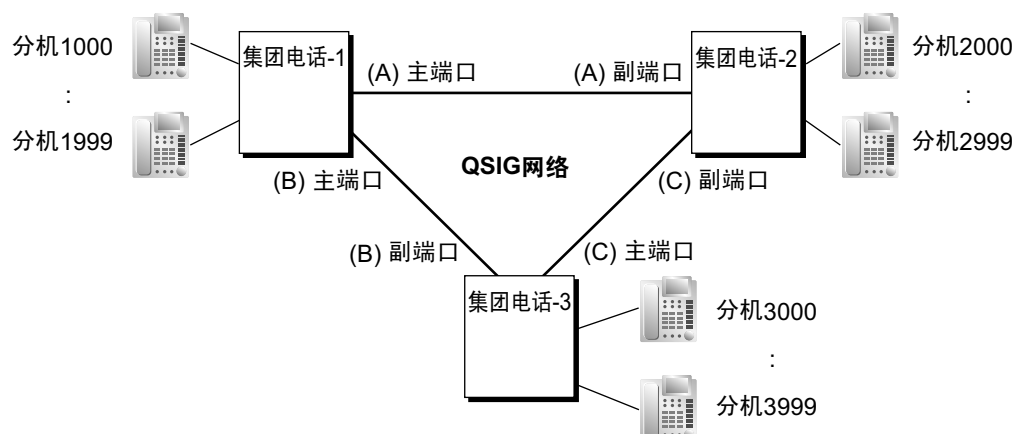 分机1000
:
分机1999
集团电话-1
(A) 主端口
(A) 副端口
集团电话-2
分机2000
:
分机2999
QSIG网络
(B) 主端口
(C) 副端口
(B) 副端口
(C) 主端口
集团电话-3
分机3000
:
分机3999